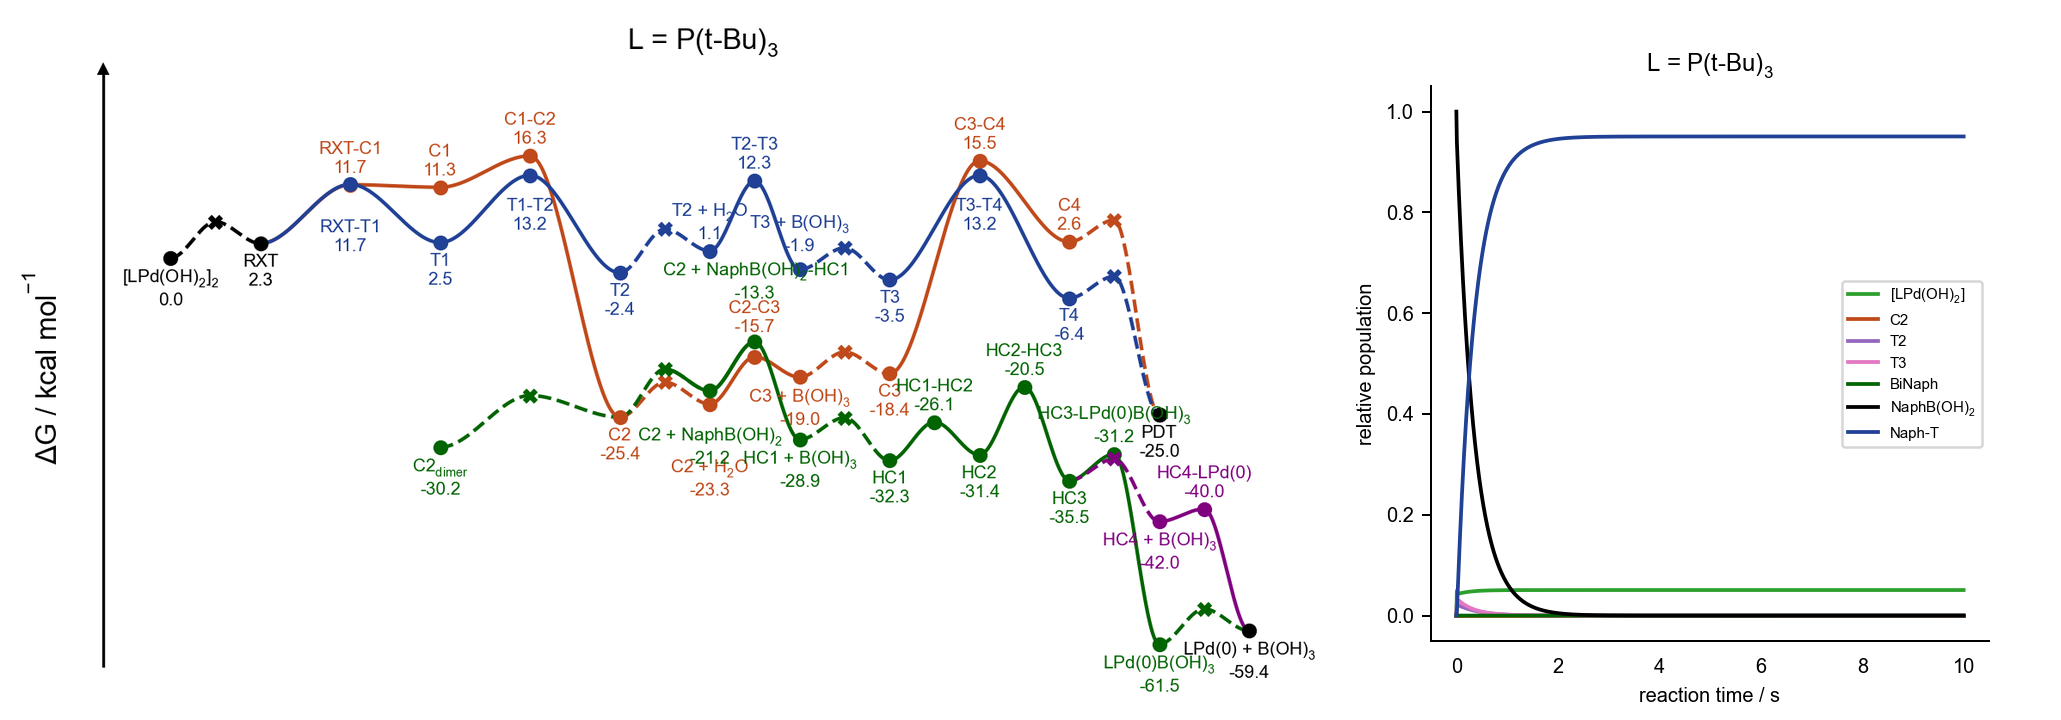 L = P(t-Bu)₃
ΔG / kcal mol⁻¹
[LPd(OH)₂]₂
0.0
RXT
2.3
RXT-C1
11.7
RXT-T1
11.7
C1
11.3
T1
2.5
C1-C2
16.3
T1-T2
13.2
T2
-2.4
T2 + H₂O
1.1
T2-T3
12.3
T3 + B(OH)₃
-1.9
T3
-3.5
C3-C4
15.5
T3-T4
13.2
C4
2.6
T4
-6.4
PDT
-25.0
C2 + NaphB(OH)₂-HC1
-13.3
C2-C3
-15.7
C2dimer
-30.2
C2
-25.4
C2 + NaphB(OH)₂
-21.2
C2 + H₂O
-23.3
C3 + B(OH)₃
-19.0
C3
-18.4
HC1 + B(OH)₃
-28.9
HC1
-32.3
HC1-HC2
-26.1
HC2
-31.4
HC2-HC3
-20.5
HC3
-35.5
HC3-LPd(0)B(OH)₃
-31.2
HC4 + B(OH)₃
-42.0
HC4-LPd(0)
-40.0
LPd(0)B(OH)₃
-61.5
LPd(0) + B(OH)₃
-59.4
L = P(t-Bu)₃
relative population
1.0
0.8
0.6
0.4
0.2
0.0
0 2 4 6 8 10
reaction time / s
[LPd(OH)₂]
C2
T2
T3
BiNaph
NaphB(OH)₂
Naph-T